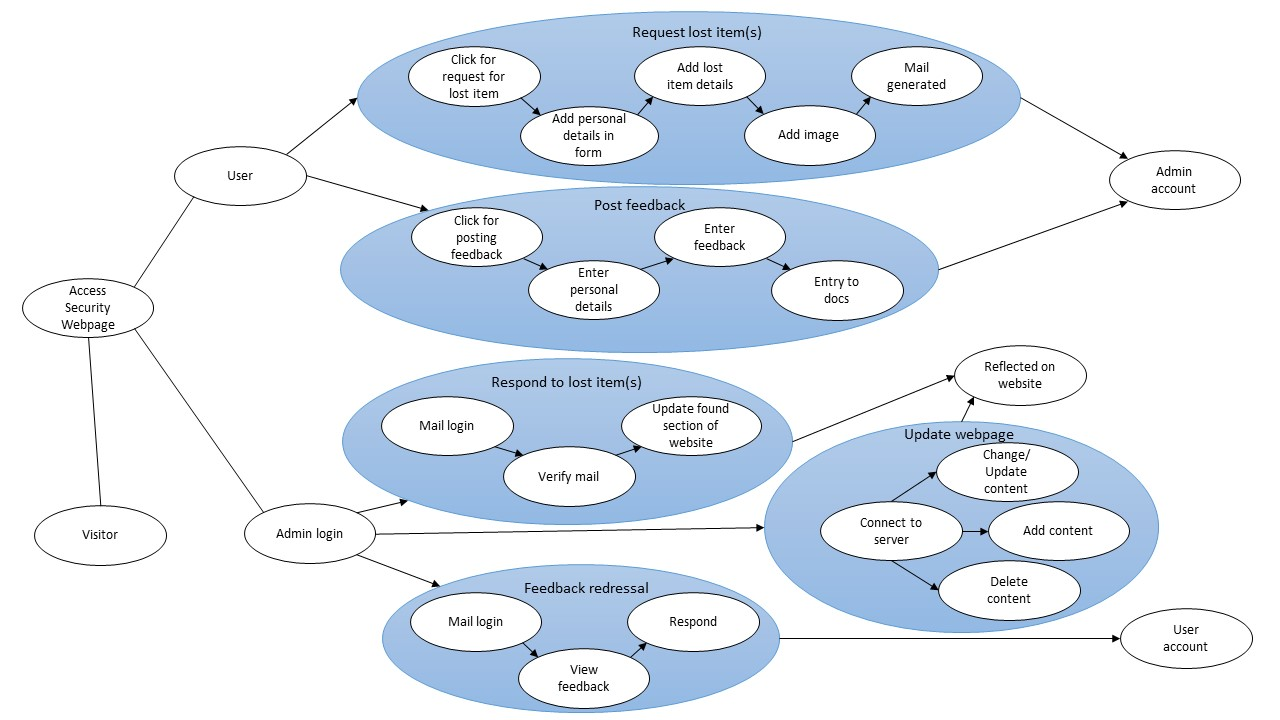 Request lost item(s)
Click for
request for
lost item
Add personal
details in
form
Add lost
item details
Add image
Mail
generated
User
Admin
account
Post feedback
Click for
posting
feedback
Enter
personal
details
Enter
feedback
Entry to
docs
Access
Security
Webpage
Respond to lost item(s)
Mail login
Verify mail
Update found
section of
website
Reflected on
website
Update webpage
Change/
Update
content
Connect to
server
Add content
Delete
content
Visitor
Admin login
Feedback redressal
Mail login
View
feedback
Respond
User
account